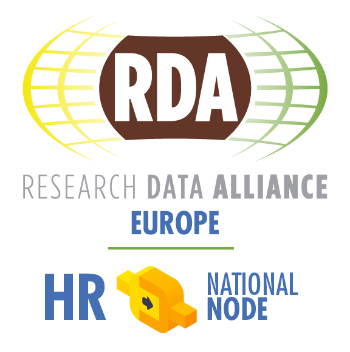 RDA
RESEARCH DATA ALLIANCE
EUROPE
HR
NATIONAL
NODE